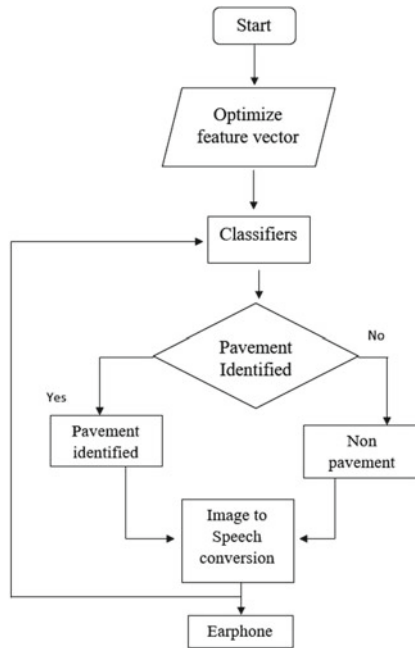 Start
Optimize
feature vector
Classifiers
Pavement
Identified
No
Yes
Pavement
identified
Non
pavement
Image to
Speech
conversion
Earphone